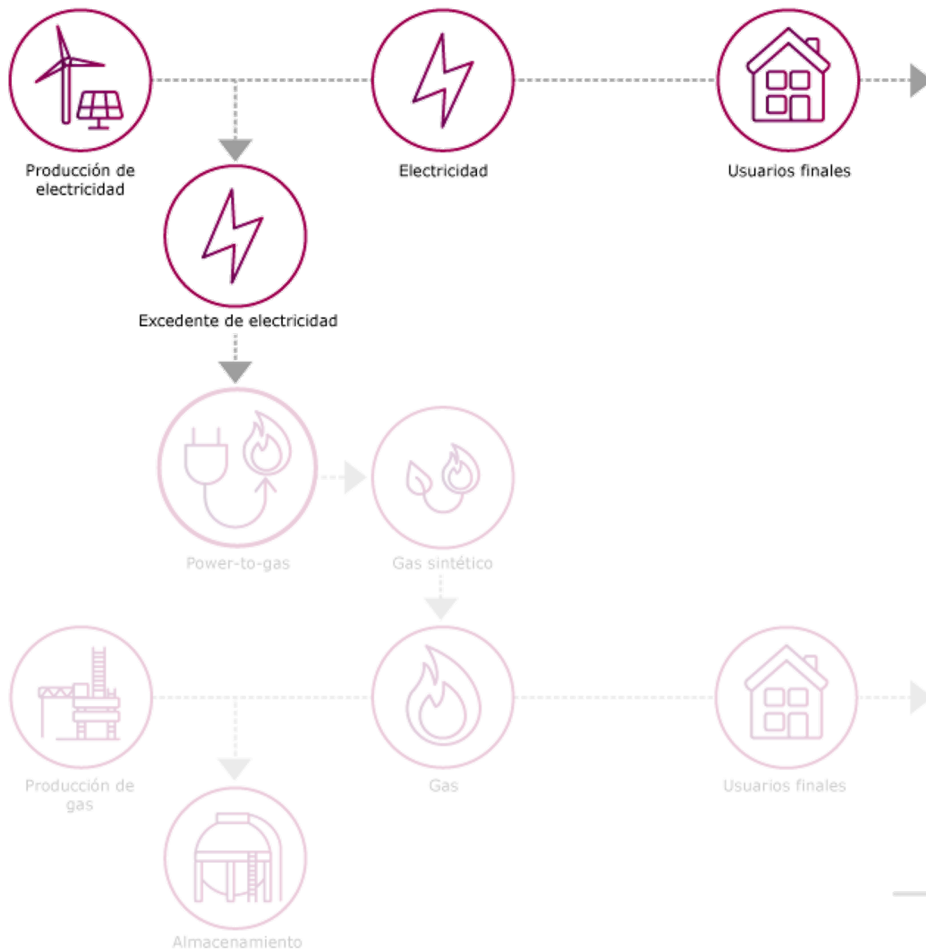 Producción de
electricidad
Electricidad
Usuarios finales
Excedente de electricidad
Power-to-gas
Gas sintético
Producción de
gas
Gas
Usuarios finales
Almacenamiento